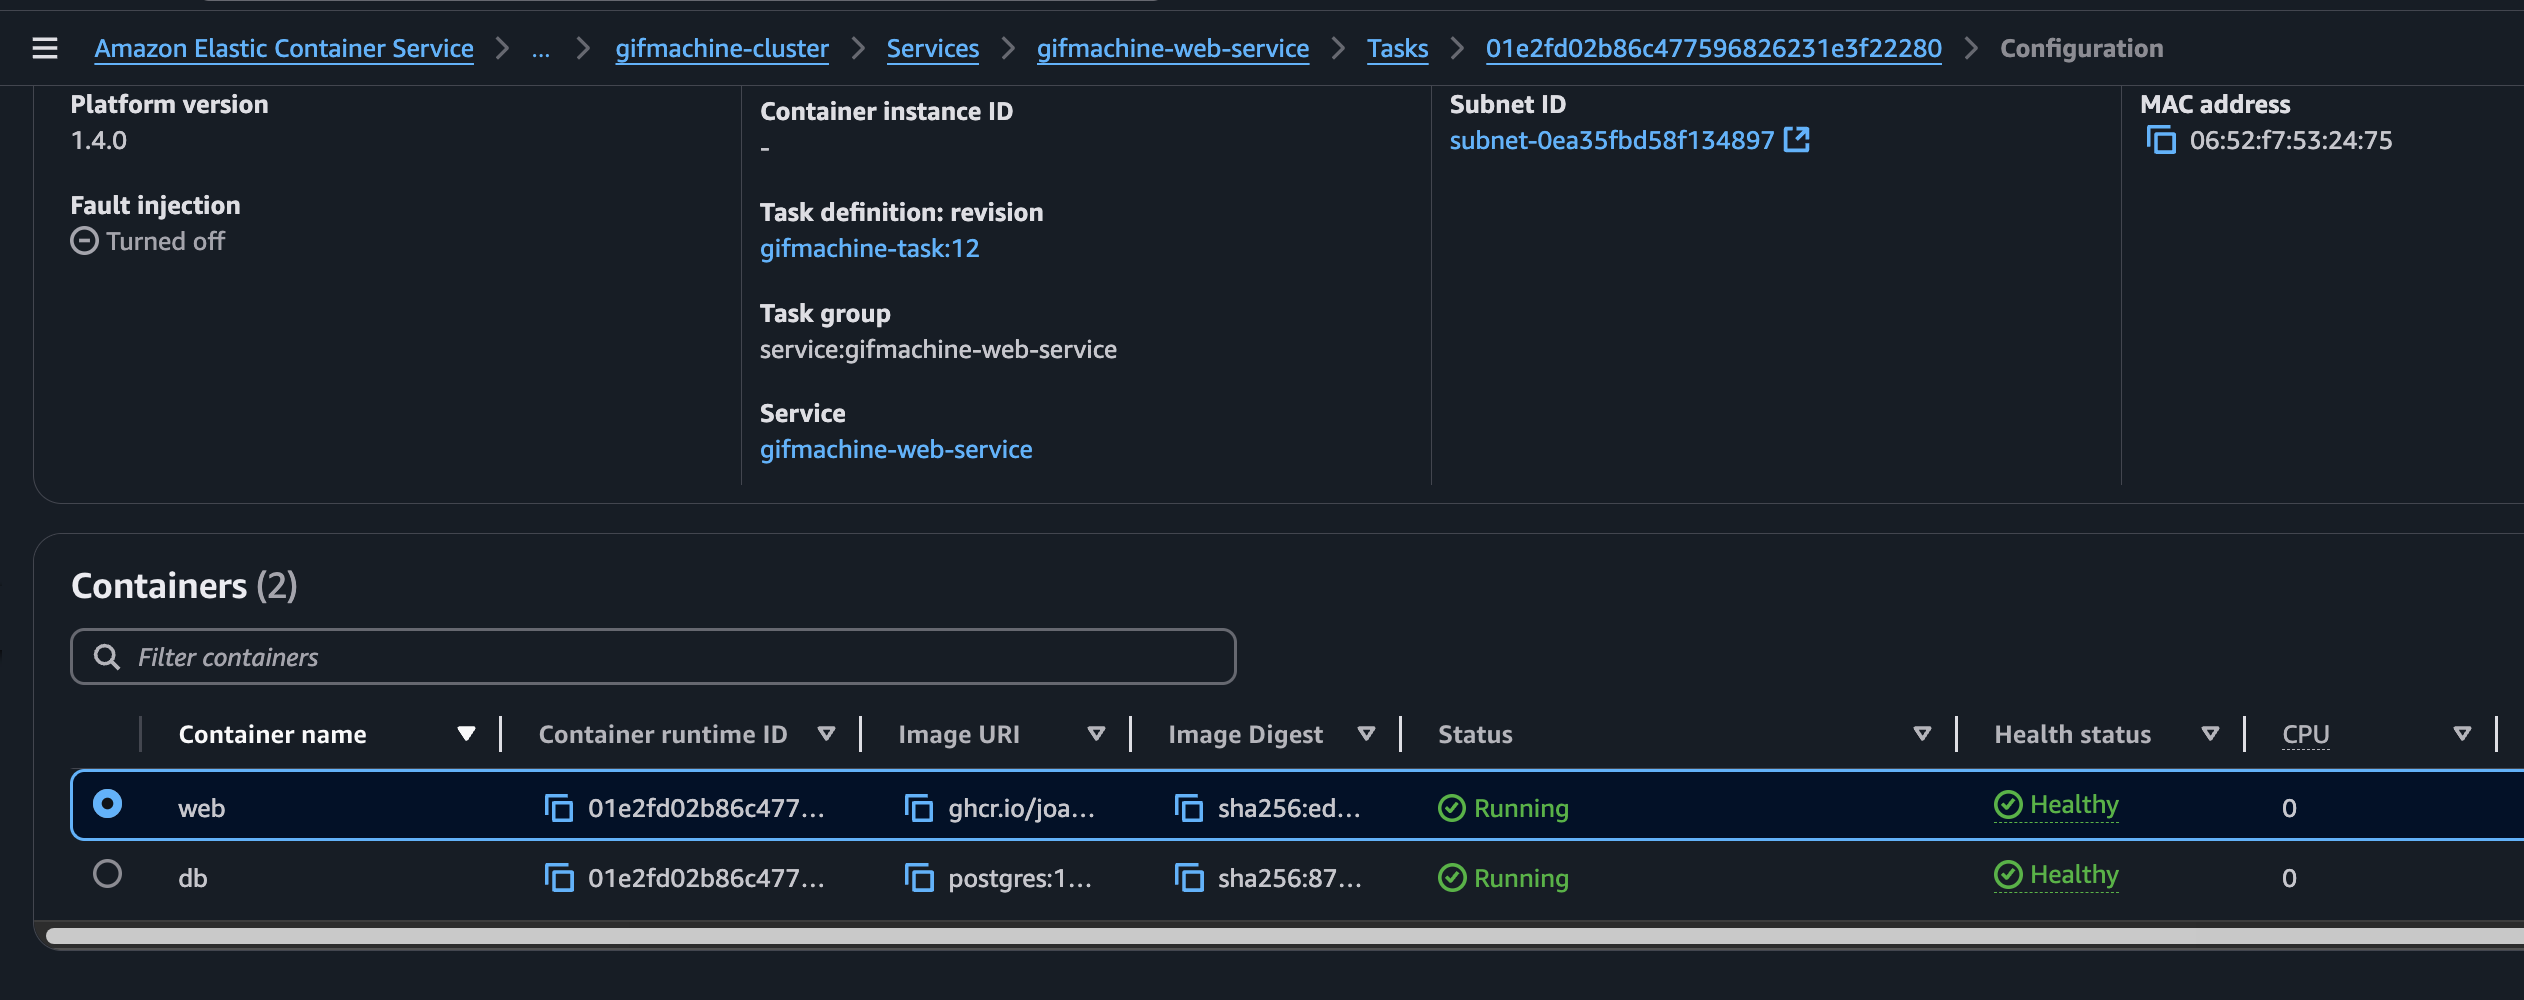 Amazon Elastic Container Service > ... > gifmachine-cluster > Services > gifmachine-web-service > Tasks > 01e2fd02b86c477596826231e3f22280 > Configuration
Platform version
1.4.0
Fault injection
Turned off
Container instance ID
-
Task definition: revision
gifmachine-task:12
Task group
service:gifmachine-web-service
Service
gifmachine-web-service
Subnet ID
subnet-0ea35fbd58f134897
MAC address
06:52:f7:53:24:75
Containers (2)
Filter containers
Container name Container runtime ID Image URI Image Digest Status Health status CPU
web 01e2fd02b86c477... ghcr.io/joa... sha256:ed... Running Healthy 0
db 01e2fd02b86c477... postgres:1... sha256:87... Running Healthy 0